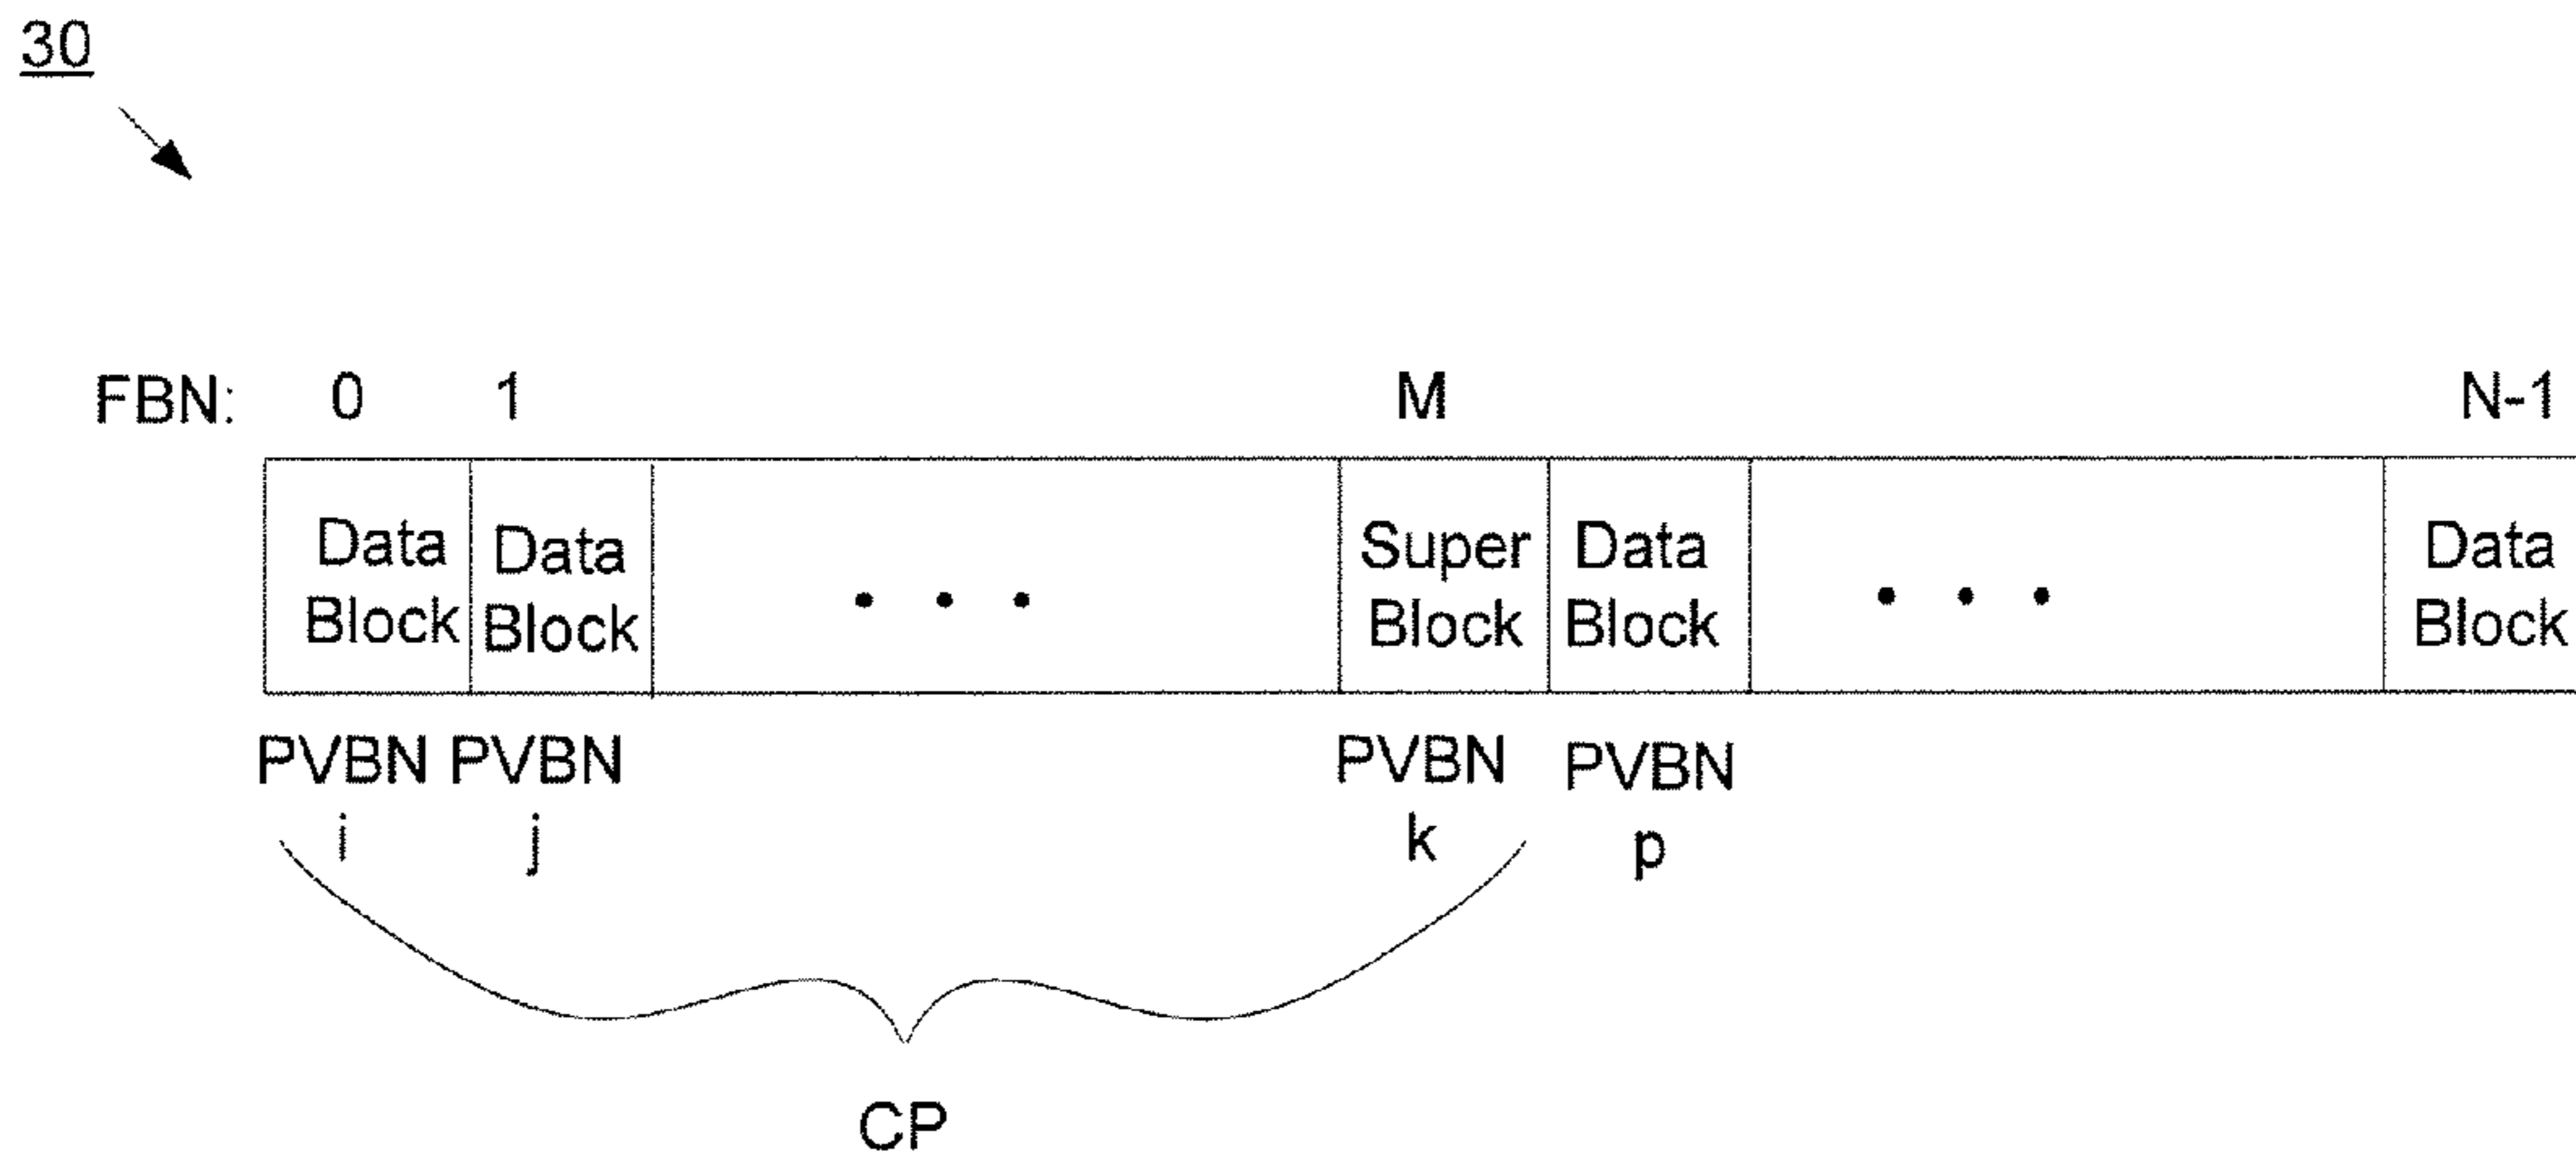 30
FBN: 0 1 M N-1
Data Block
Data Block
• • •
Super Block
Data Block
• • •
Data Block
PVBN i
PVBN j
PVBN k
PVBN p
CP